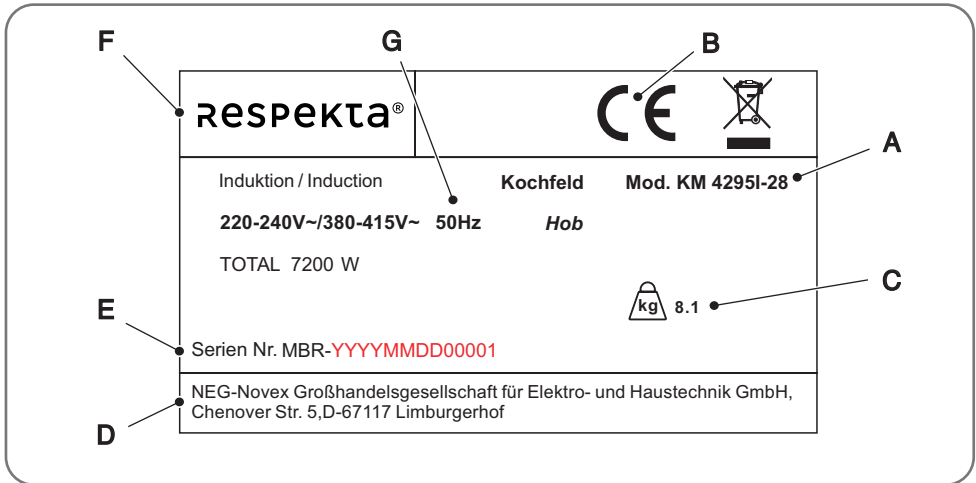 F
G
B
Respekta®
CE
A
Induktion / Induction
Kochfeld
Mod. KM 4295I-28
220-240V~/380-415V~ 50Hz
Hob
TOTAL 7200 W
C
kg 8.1
E
Serien Nr. MBR-YYYYMMDD00001
NEG-Novex Großhandelsgesellschaft für Elektro- und Haustechnik GmbH,
Chenover Str. 5,D-67117 Limburgerhof
D